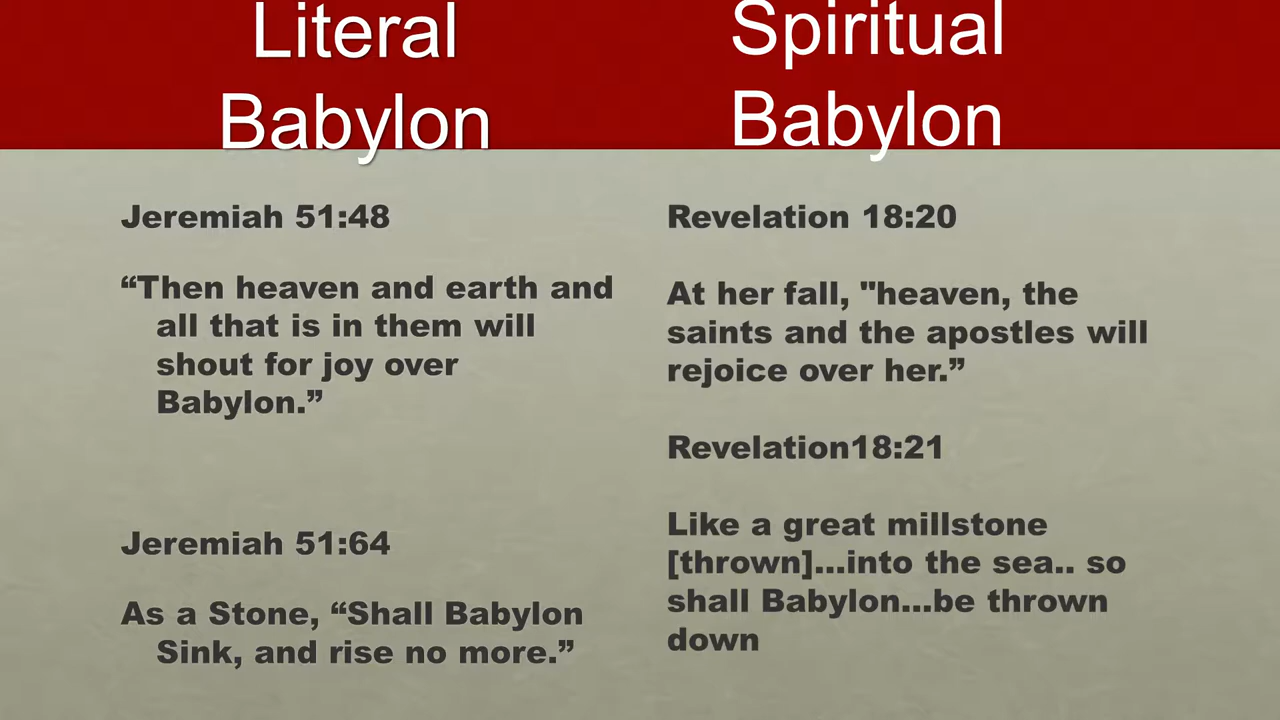 Literal
Babylon
Spiritual
Babylon
Jeremiah 51:48
“Then heaven and earth and
all that is in them will
shout for joy over
Babylon.”
Jeremiah 51:64
As a Stone, “Shall Babylon
Sink, and rise no more.”
Revelation 18:20
At her fall, "heaven, the
saints and the apostles will
rejoice over her.”
Revelation18:21
Like a great millstone
[thrown]...into the sea.. so
shall Babylon...be thrown
down